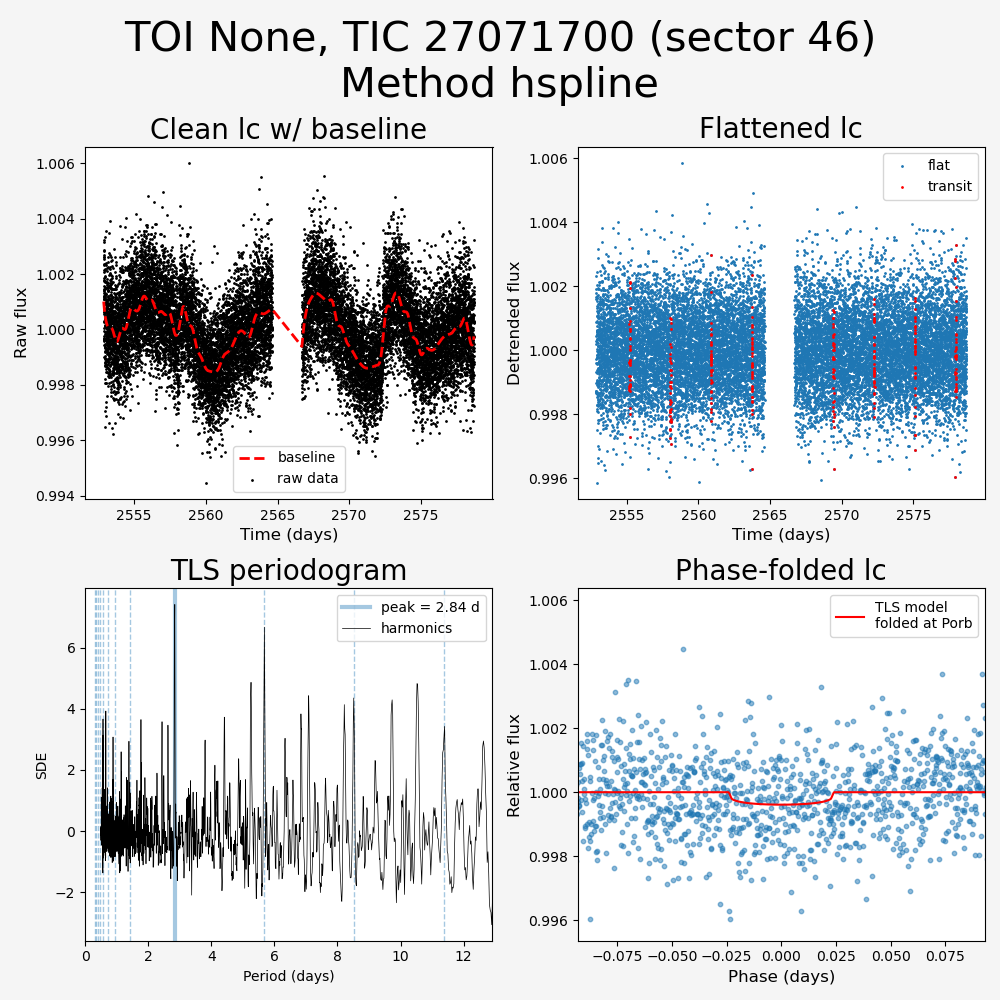 TOI None, TIC 27071700 (sector 46)
Method hspline
Clean lc w/ baseline
Raw flux
1.006
1.004
1.002
1.000
0.998
0.996
0.994
baseline
raw data
2555 2560 2565 2570 2575
Time (days)
Flattened lc
Detrended flux
1.006
1.004
1.002
1.000
0.998
0.996
flat
transit
2555 2560 2565 2570 2575
Time (days)
TLS periodogram
SDE
6
4
2
0
−2
peak = 2.84 d
harmonics
0 2 4 6 8 10 12
Period (days)
Phase-folded lc
Relative flux
1.006
1.004
1.002
1.000
0.998
0.996
TLS model
folded at Porb
−0.075 −0.050 −0.025 0.000 0.025 0.050 0.075
Phase (days)